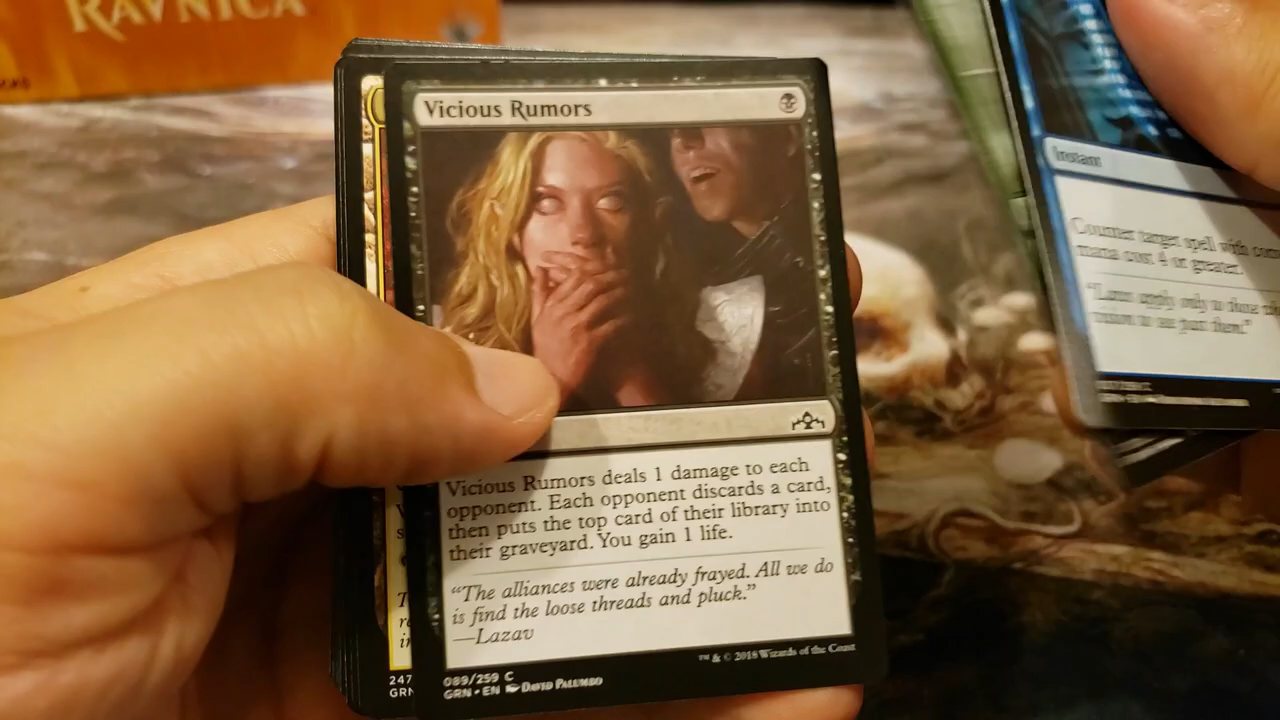 RAVNICA
Vicious Rumors
Vicious Rumors deals 1 damage to each
opponent. Each opponent discards a card,
then puts the top card of their library into
their graveyard. You gain 1 life.
“The alliances were already frayed. All we do
is find the loose threads and pluck.”
—Lazav
089/259 C
GRN • EN DAVID PALUMBO
™ & © 2018 Wizards of the Coast
247
GRN
Instant
Counter target spell with
mana cost 4 or greater.